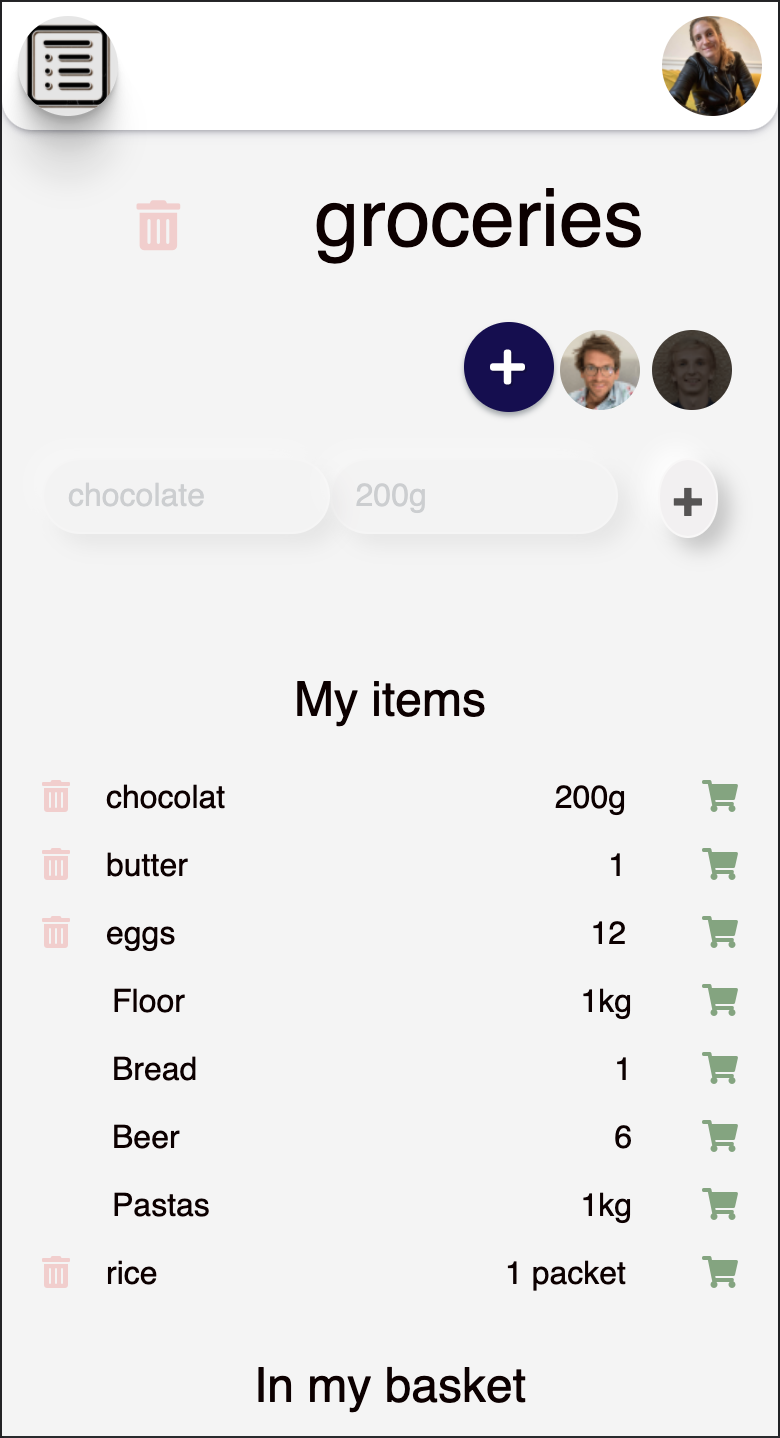 groceries
chocolate 200g
My items
chocolat 200g
butter 1
eggs 12
Floor 1kg
Bread 1
Beer 6
Pastas 1kg
rice 1 packet
In my basket